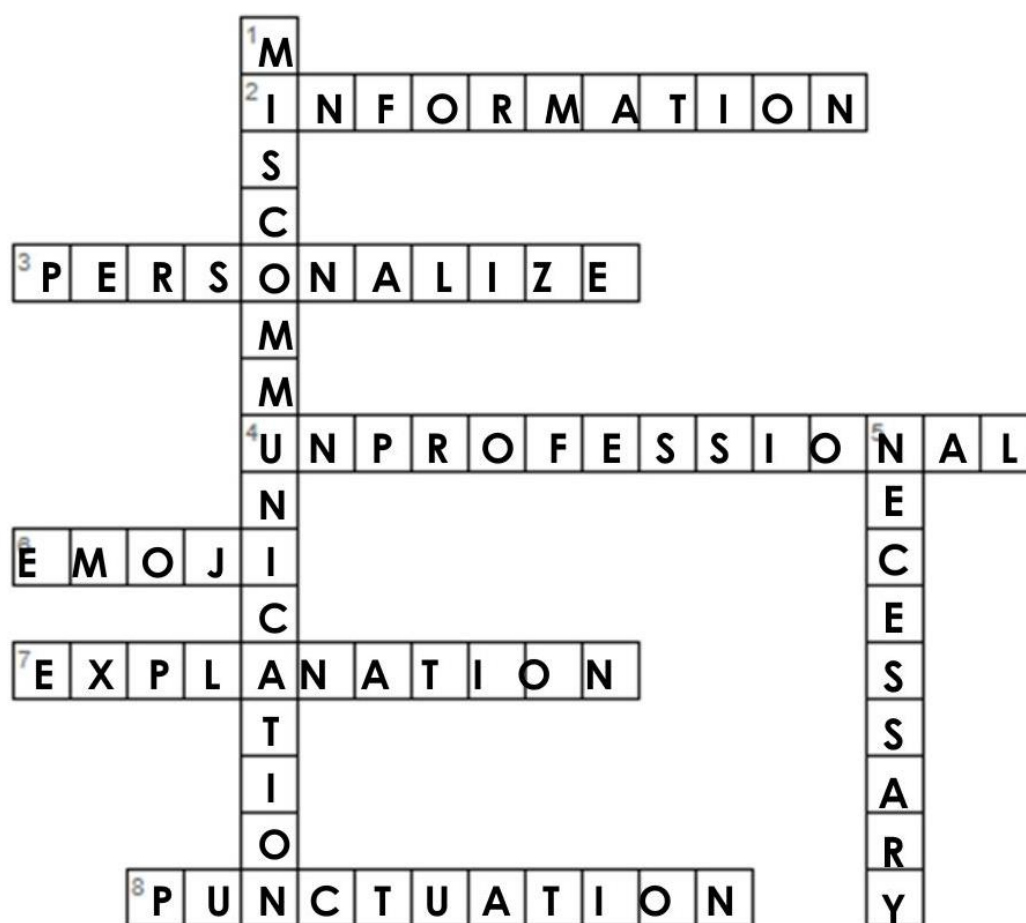 1 M
2 I N F O R M A T I O N
S
C
3 P E R S O N A L I Z E
M
M
4 U N P R O F E S S I O 5 N A L
N E
6 E M O J I C
C E
7 E X P L A N A T I O N S
T S
I A
O R
8 P U N C T U A T I O N Y